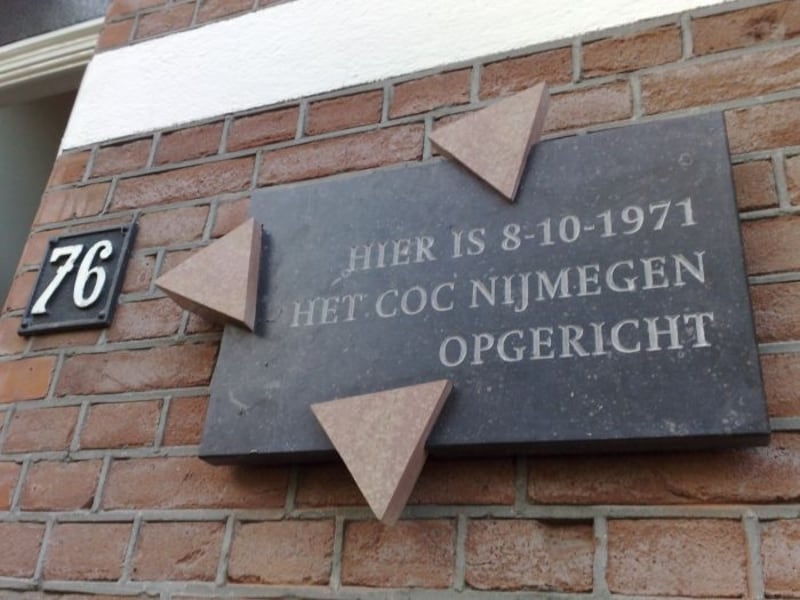 76
HIER IS 8-10-1971
HET COC NIJMEGEN
OPGERICHT